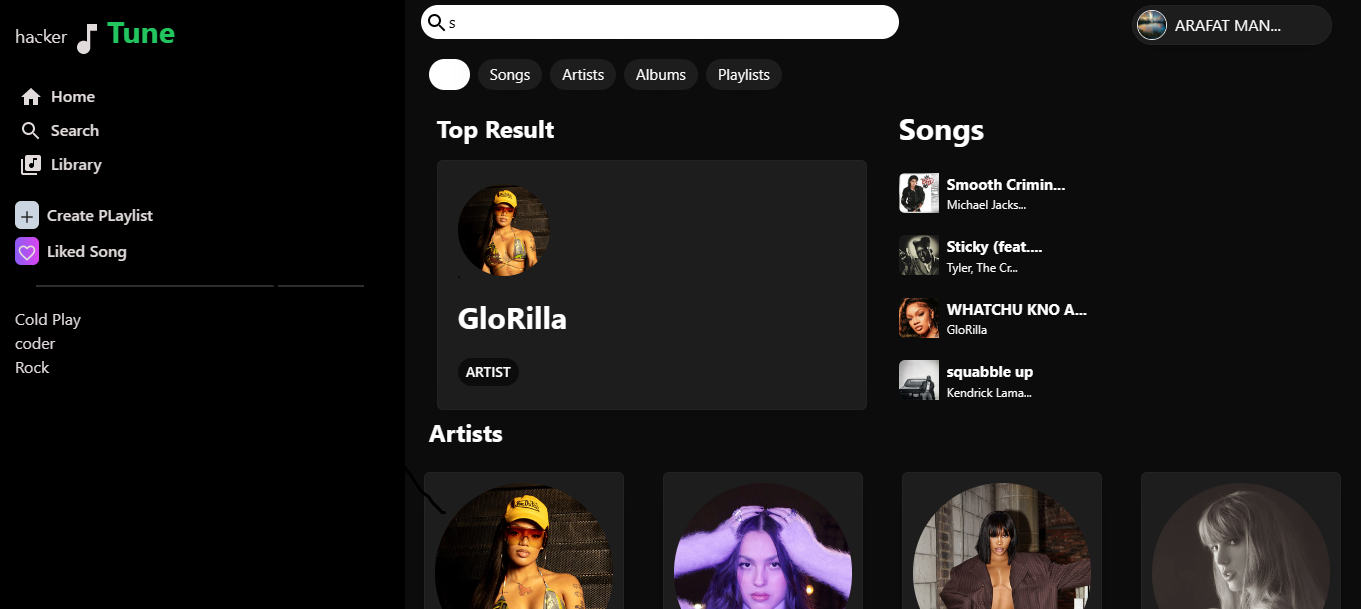 hacker Tune
Home
Search
Library
Create PLaylist
Liked Song
Cold Play
coder
Rock
s
ARAFAT MAN...
Songs
Artists
Albums
Playlists
Top Result
GloRilla
ARTIST
Songs
Smooth Crimin...
Michael Jacks...
Sticky (feat....
Tyler, The Cr...
WHATCHU KNO A...
GloRilla
squabble up
Kendrick Lama...
Artists